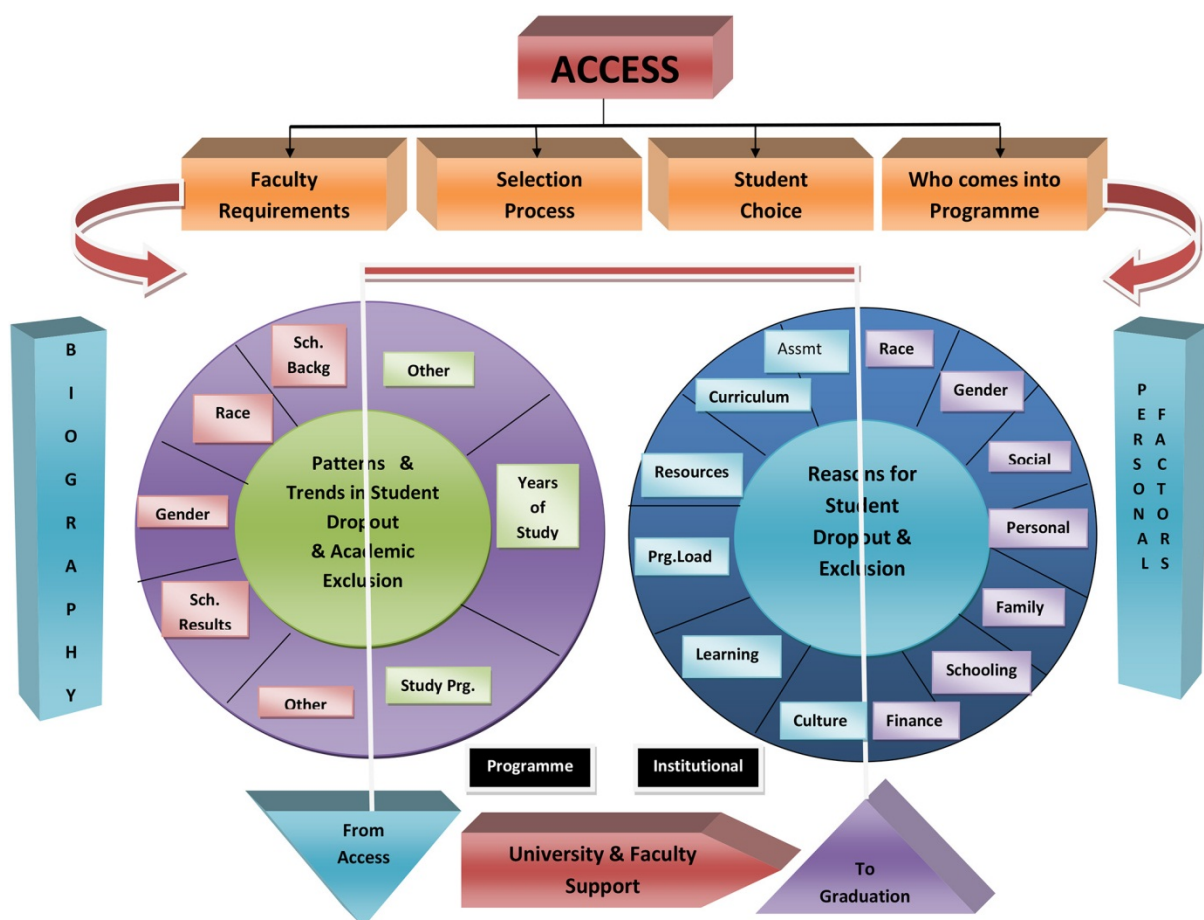 ACCESS
Faculty
Requirements
Selection
Process
Student
Choice
Who comes into
Programme
B
I
O
G
R
A
P
H
Y
Sch.
Backg
Race
Gender
Sch.
Results
Other
Other
Years
of
Study
Study Prg.
Patterns &
Trends in Student
Dropout
& Academic
Exclusion
Assmt
Curriculum
Resources
Prg.Load
Learning
Culture
Race
Gender
Social
Personal
Family
Schooling
Finance
Reasons for
Student
Dropout &
Exclusion
P
E
R
S
O
N
A
L
F
A
C
T
O
R
S
Programme
Institutional
From
Access
University & Faculty
Support
To
Graduation